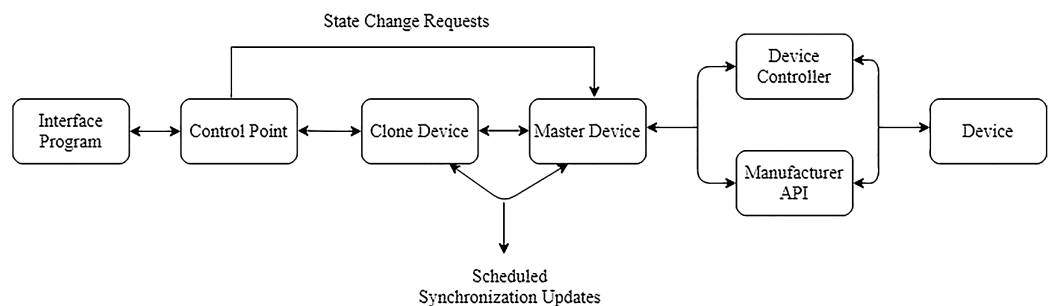 State Change Requests
Interface
Program
Control Point
Clone Device
Master Device
Device
Controller
Manufacturer
API
Device
Scheduled
Synchronization Updates